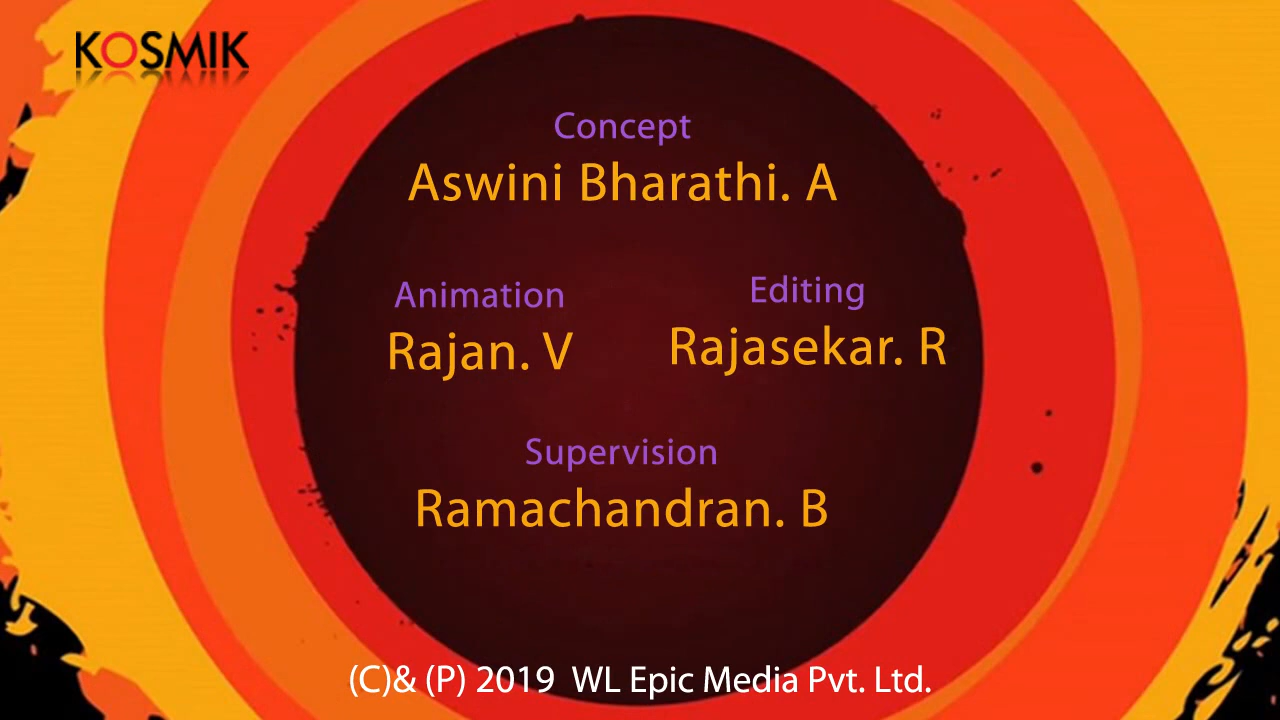 KOSMIK
Concept
Aswini Bharathi. A
Animation
Rajan. V
Editing
Rajasekar. R
Supervision
Ramachandran. B
(C)& (P) 2019 WL Epic Media Pvt. Ltd.